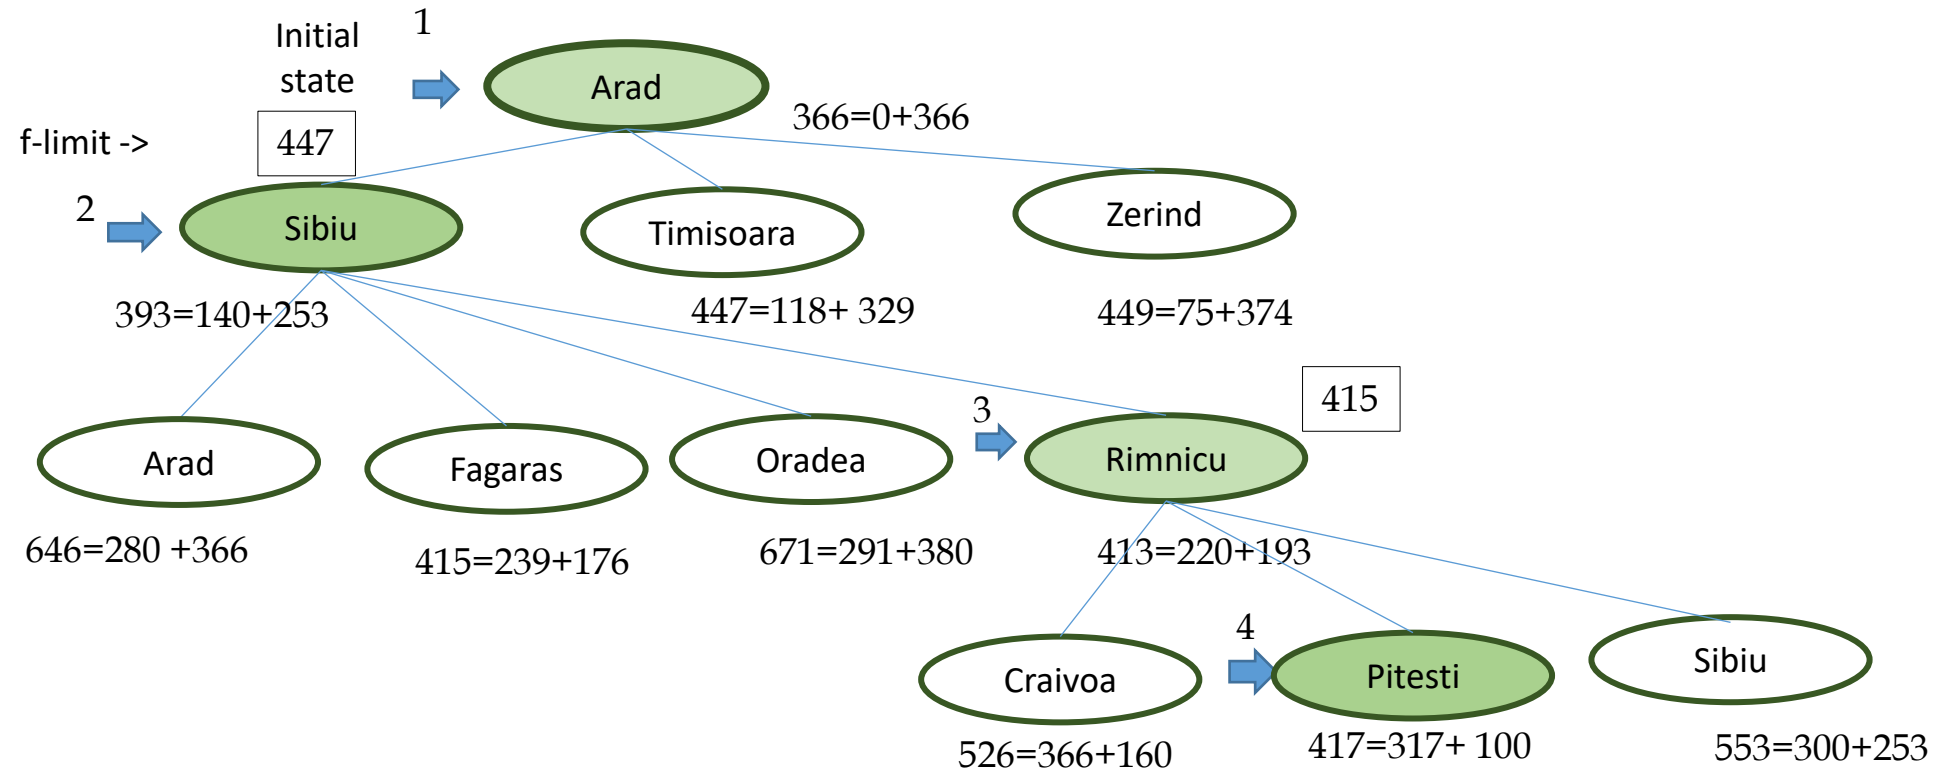 Initial
state
1
Arad
366=0+366
f-limit ->
447
2
Sibiu
Timisoara
Zerind
393=140+253
447=118+ 329
449=75+374
415
3
Arad
Fagaras
Oradea
Rimnicu
646=280 +366
415=239+176
671=291+380
413=220+193
4
Craivoa
Pitesti
Sibiu
526=366+160
417=317+ 100
553=300+253